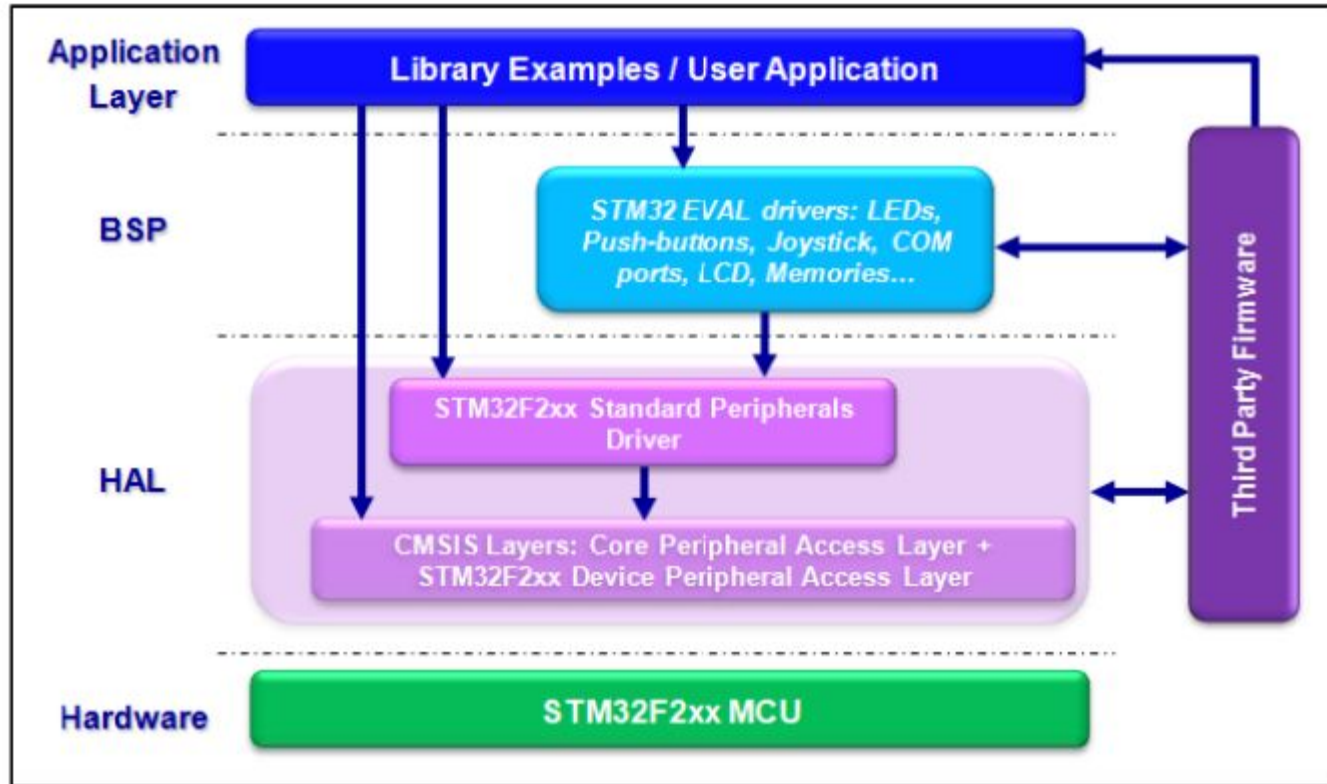 Application
Layer
Library Examples / User Application
BSP
STM32 EVAL drivers: LEDs,
Push-buttons, Joystick, COM
ports, LCD, Memories...
Third Party Firmware
HAL
STM32F2xx Standard Peripherals
Driver
CMSIS Layers: Core Peripheral Access Layer +
STM32F2xx Device Peripheral Access Layer
Hardware
STM32F2xx MCU